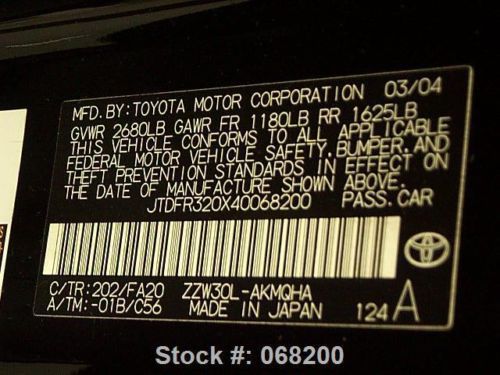 MFD. BY: TOYOTA MOTOR CORPORATION 03/04
GVWR 2680LB GAWR FR 1180LB RR 1625LB
THIS VEHICLE CONFORMS TO ALL APPLICABLE
FEDERAL MOTOR VEHICLE SAFETY, BUMPER, AND
THEFT PREVENTION STANDARDS IN EFFECT ON
THE DATE OF MANUFACTURE SHOWN ABOVE.
JTDFR320X40068200 PASS. CAR
C/TR: 202/FA20 ZZW30L-AKMQHA
A/TM: -01B/C56 MADE IN JAPAN 124 A
Stock #: 068200